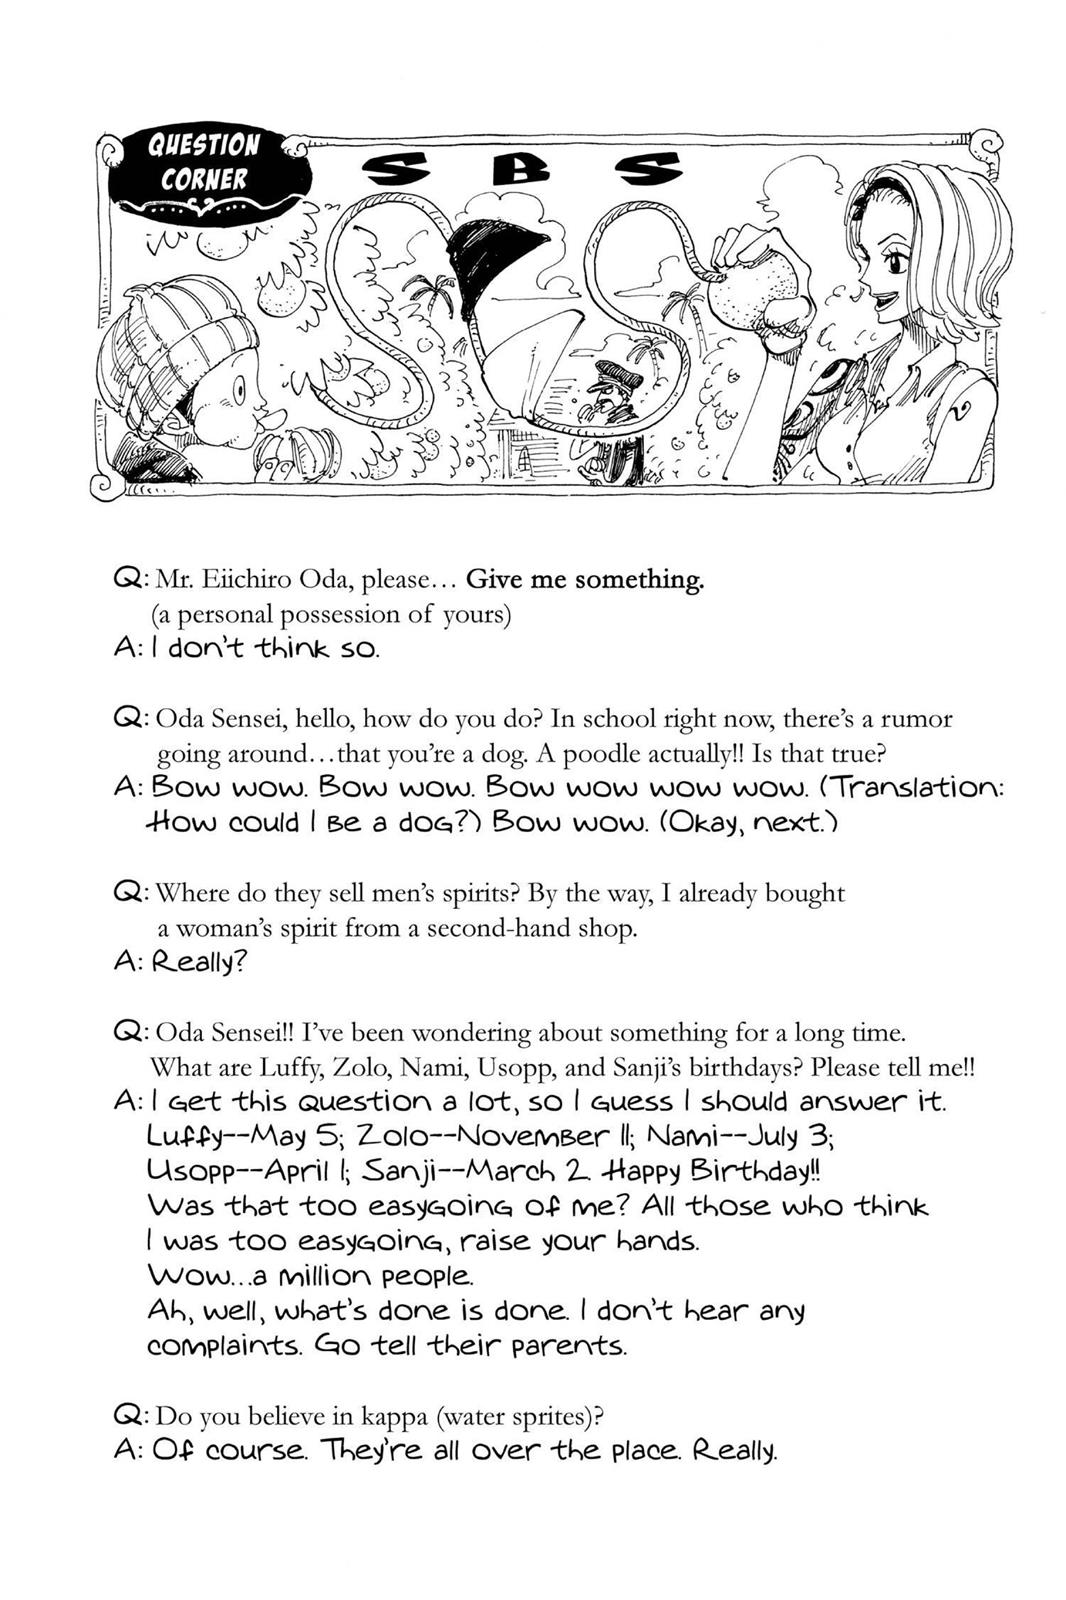 QUESTION
CORNER
S B S
Q: Mr. Eiichiro Oda, please… Give me something.
(a personal possession of yours)
A: I don't think so.
Q: Oda Sensei, hello, how do you do? In school right now, there's a rumor
going around…that you're a dog. A poodle actually!! Is that true?
A: Bow wow. Bow wow. Bow wow wow wow. (Translation:
How could I be a dog?) Bow wow. (Okay, next.)
Q: Where do they sell men's spirits? By the way, I already bought
a woman's spirit from a second-hand shop.
A: Really?
Q: Oda Sensei!! I've been wondering about something for a long time.
What are Luffy, Zolo, Nami, Usopp, and Sanji's birthdays? Please tell me!!
A: I get this question a lot, so I guess I should answer it.
Luffy--May 5; Zolo--November 11; Nami--July 3;
Usopp--April 1; Sanji--March 2. Happy Birthday!!
Was that too easygoing of me? All those who think
I was too easygoing, raise your hands.
Wow...a million people.
Ah, well, what's done is done. I don't hear any
complaints. Go tell their parents.
Q: Do you believe in kappa (water sprites)?
A: Of course. They're all over the place. Really.